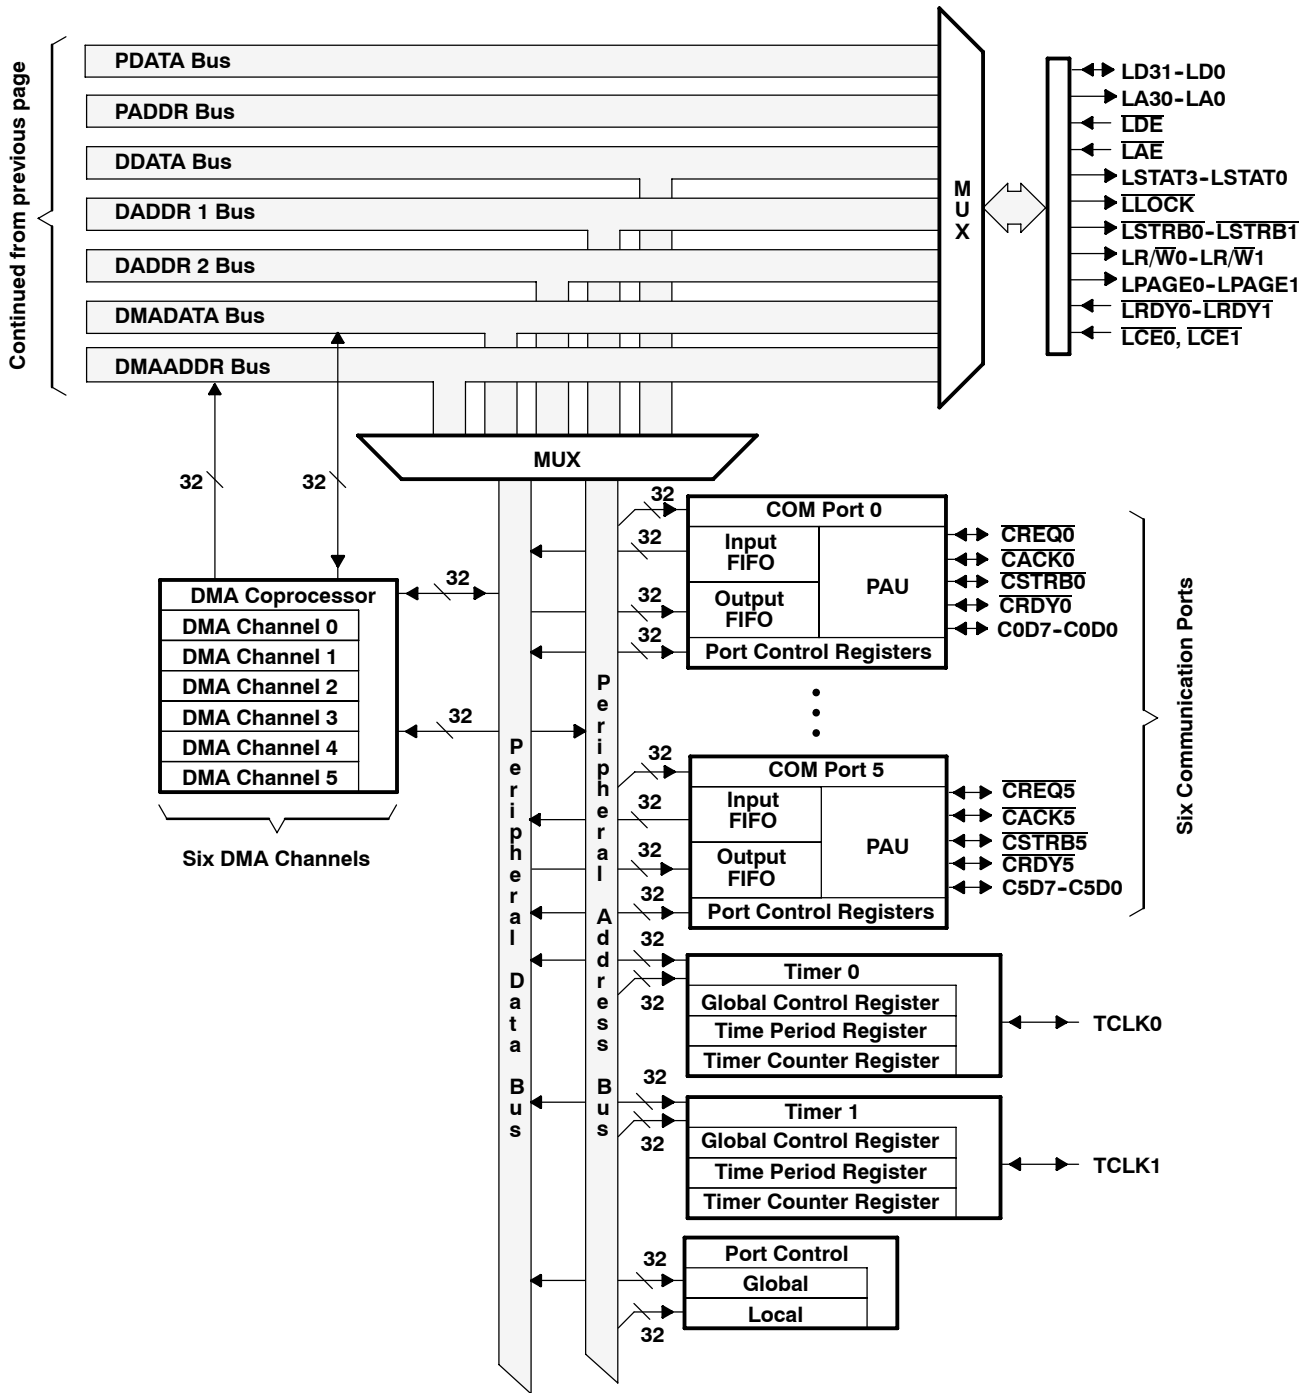 Continued from previous page
PDATA Bus
PADDR Bus
DDATA Bus
DADDR 1 Bus
DADDR 2 Bus
DMADATA Bus
DMAADDR Bus
MUX
LD31-LD0
LA30-LA0
LDE
LAE
LSTAT3-LSTAT0
LLOCK
LSTRB0-LSTRB1
LR/W0-LR/W1
LPAGE0-LPAGE1
LRDY0-LRDY1
LCE0, LCE1
MUX
32
32
DMA Coprocessor
DMA Channel 0
DMA Channel 1
DMA Channel 2
DMA Channel 3
DMA Channel 4
DMA Channel 5
Six DMA Channels
32
32
Peripheral Data Bus
Peripheral Address Bus
32
32
32
32
COM Port 0
Input
FIFO
Output
FIFO
PAU
Port Control Registers
CREQ0
CACK0
CSTRB0
CRDY0
C0D7-C0D0
32
32
32
32
COM Port 5
Input
FIFO
Output
FIFO
PAU
Port Control Registers
CREQ5
CACK5
CSTRB5
CRDY5
C5D7-C5D0
Six Communication Ports
32
32
Timer 0
Global Control Register
Time Period Register
Timer Counter Register
TCLK0
32
32
Timer 1
Global Control Register
Time Period Register
Timer Counter Register
TCLK1
32
32
Port Control
Global
Local